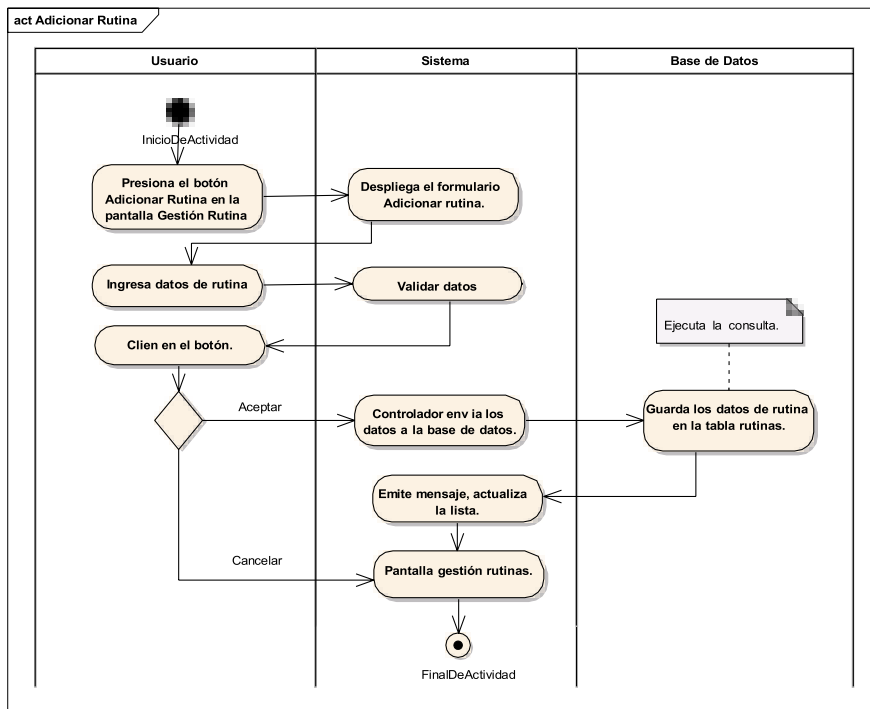 act Adicionar Rutina
Usuario
Sistema
Base de Datos
InicioDeActividad
Presiona el botón
Adicionar Rutina en la
pantalla Gestión Rutina
Despliega el formulario
Adicionar rutina.
Ingresa datos de rutina
Validar datos
Ejecuta la consulta.
Clien en el botón.
Aceptar
Controlador env ia los
datos a la base de datos.
Guarda los datos de rutina
en la tabla rutinas.
Emite mensaje, actualiza
la lista.
Cancelar
Pantalla gestión rutinas.
FinalDeActividad